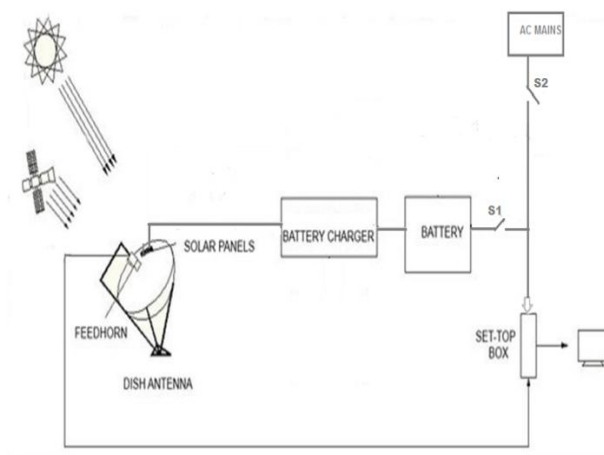 AC MAINS
S2
S1
SOLAR PANELS
BATTERY CHARGER
BATTERY
FEEDHORN
SET-TOP
BOX
DISH ANTENNA